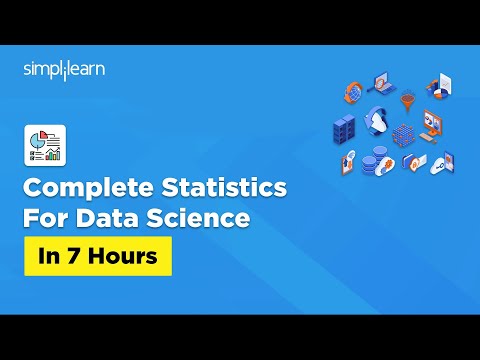 simplilearn
Complete Statistics
For Data Science
In 7 Hours